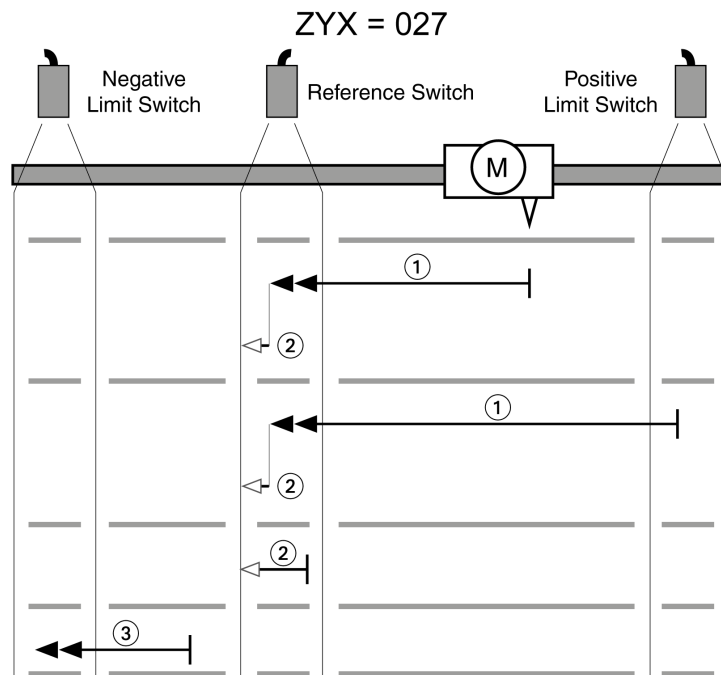 ZYX = 027
Negative
Limit Switch
Reference Switch
Positive
Limit Switch
M
1
2
1
2
2
3